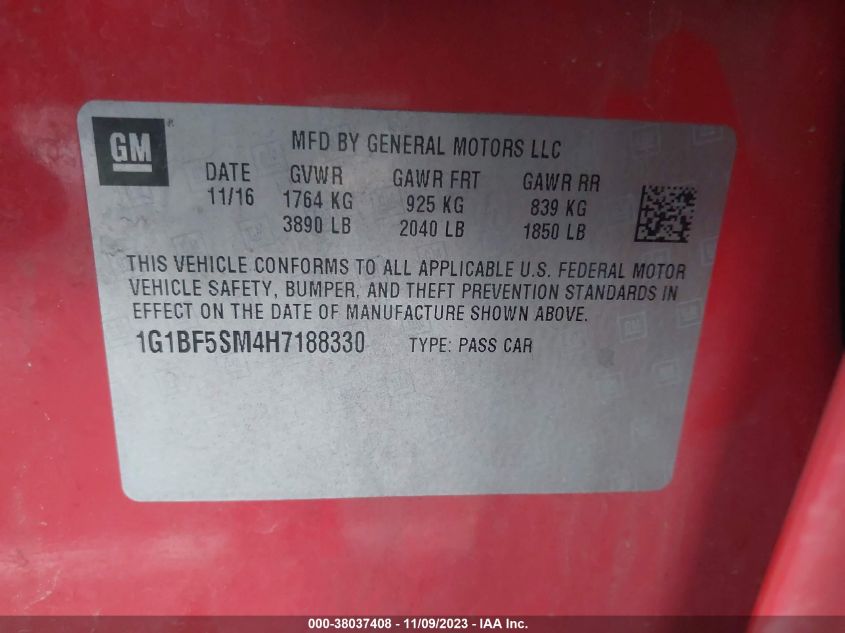 GM ®
MFD BY GENERAL MOTORS LLC
DATE GVWR GAWR FRT GAWR RR
11/16 1764 KG 925 KG 839 KG
3890 LB 2040 LB 1850 LB
THIS VEHICLE CONFORMS TO ALL APPLICABLE U.S. FEDERAL MOTOR
VEHICLE SAFETY, BUMPER, AND THEFT PREVENTION STANDARDS IN
EFFECT ON THE DATE OF MANUFACTURE SHOWN ABOVE.
1G1BF5SM4H7188330 TYPE: PASS CAR
000-38037408 - 11/09/2023 - IAA Inc.